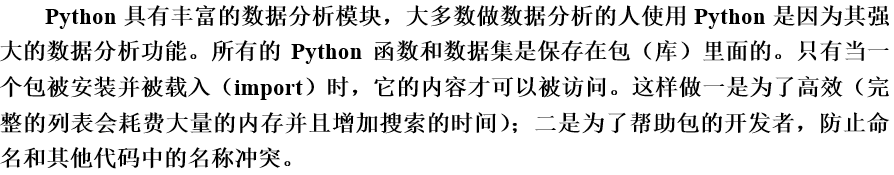 Python 具有丰富的数据分析模块，大多数做数据分析的人使用 Python 是因为其强
大的数据分析功能。所有的 Python 函数和数据集是保存在包（库）里面的。只有当一
个包被安装并被载入（import）时，它的内容才可以被访问。这样做一是为了高效（完
整的列表会耗费大量的内存并且增加搜索的时间）；二是为了帮助包的开发者，防止命
名和其他代码中的名称冲突。